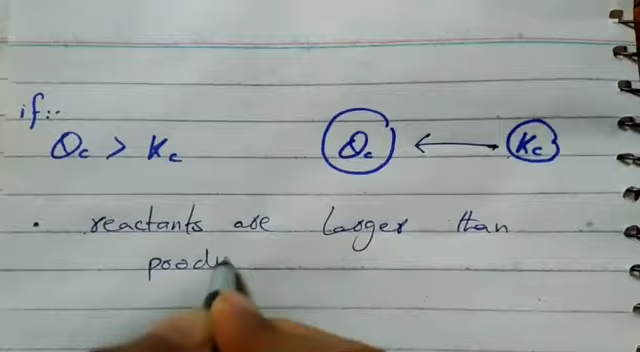 if:-
Qc > Kc Qc ← Kc
• reactants are larger than
produ